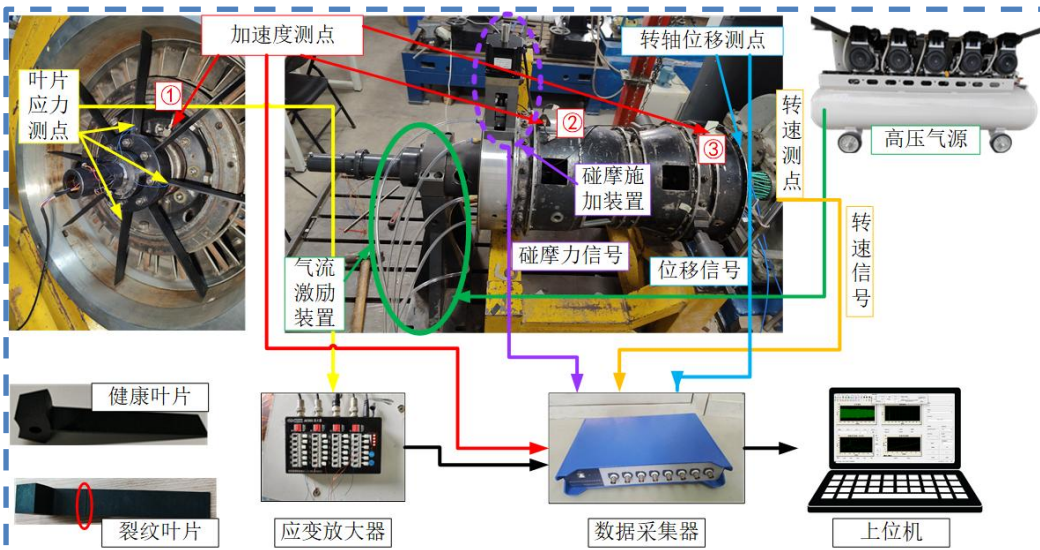 加速度测点
转轴位移测点
叶片
应力
测点
①
②
③
转
速
测
点
高压气源
碰摩施
加装置
碰摩力信号
位移信号
转
速
信
号
气流
激励
装置
健康叶片
裂纹叶片
应变放大器
数据采集器
上位机